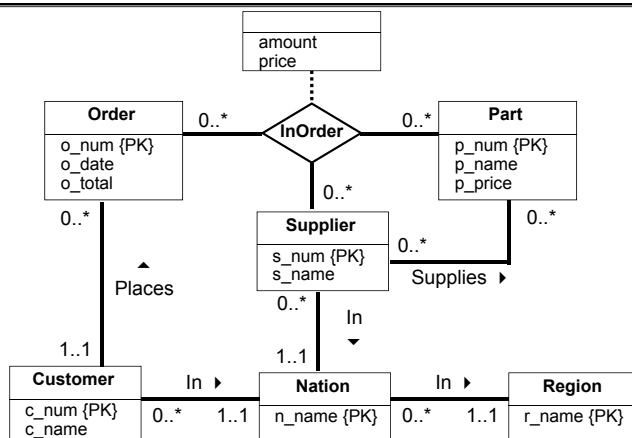 amount
price
Order
o_num {PK}
o_date
o_total
0..*
InOrder
0..*
Part
p_num {PK}
p_name
p_price
0..*
0..*
Supplier
s_num {PK}
s_name
0..*
0..*
Supplies
Places
0..*
In
1..1
1..1
Customer
c_num {PK}
c_name
In
0..*
1..1
Nation
n_name {PK}
In
0..*
1..1
Region
r_name {PK}